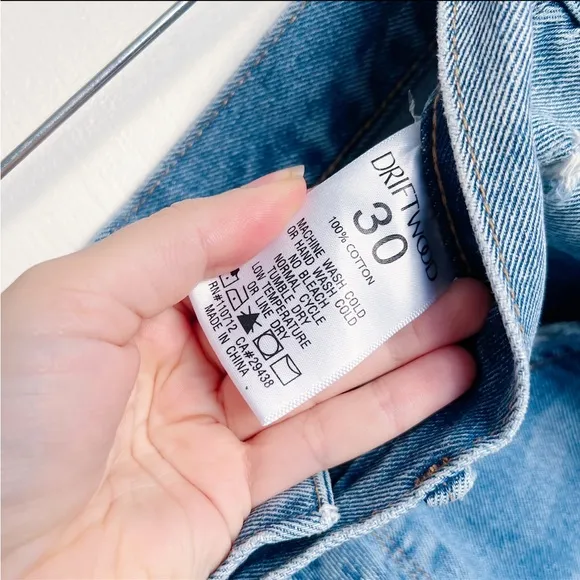 DRIFTWOOD
30
100% COTTON
MACHINE WASH COLD
OR HAND WASH COLD
NO BLEACH
NORMAL CYCLE
TUMBLE DRY
LOW TEMPERATURE
OR LINE DRY
RN#110712 CA#29438
MADE IN CHINA